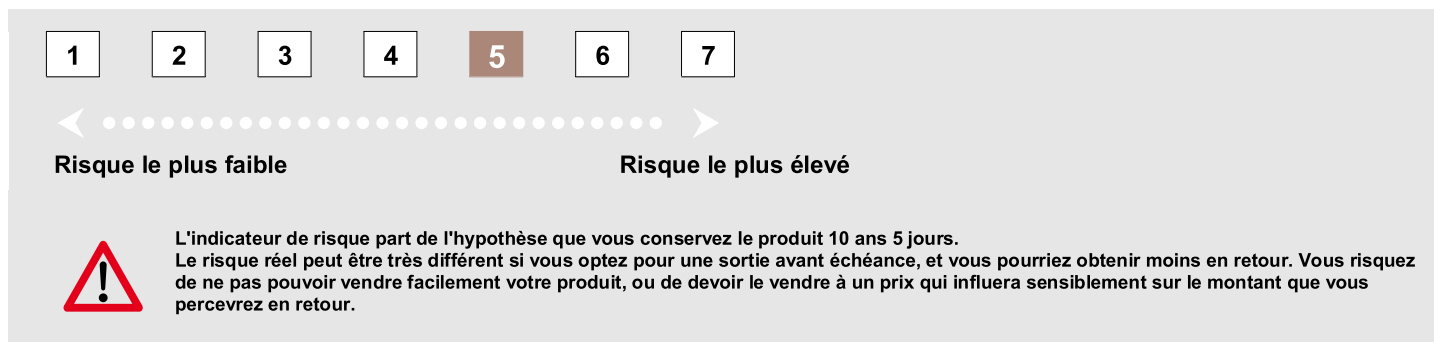 1 2 3 4 5 6 7
Risque le plus faible Risque le plus élevé
L'indicateur de risque part de l'hypothèse que vous conservez le produit 10 ans 5 jours.
Le risque réel peut être très différent si vous optez pour une sortie avant échéance, et vous pourriez obtenir moins en retour. Vous risquez
de ne pas pouvoir vendre facilement votre produit, ou de devoir le vendre à un prix qui influera sensiblement sur le montant que vous
percevrez en retour.